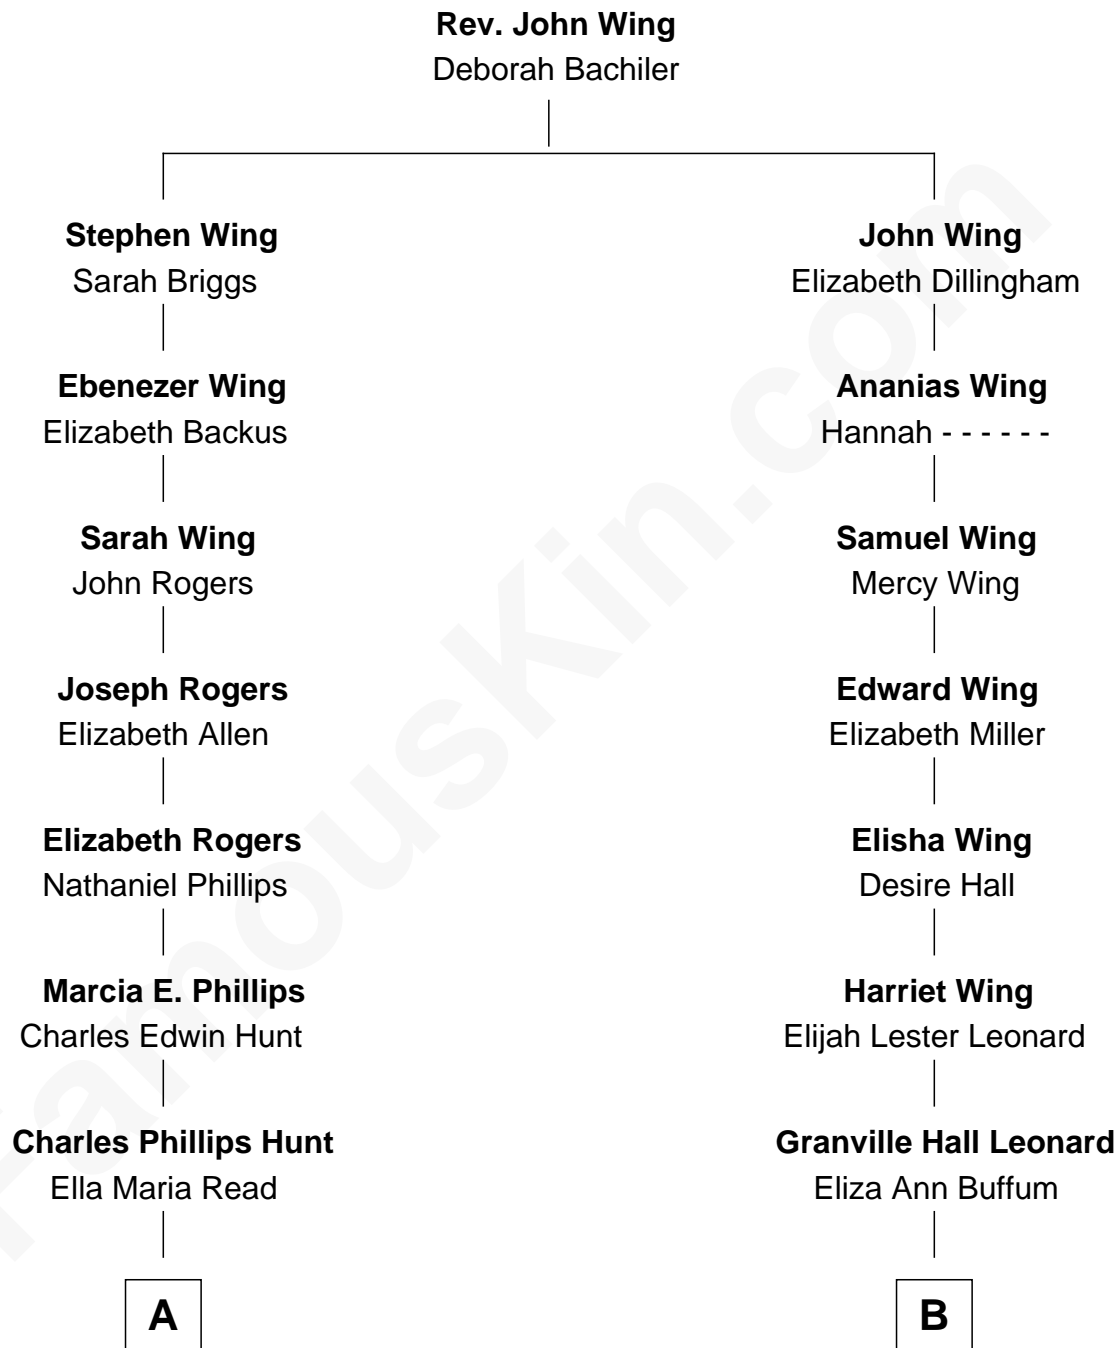 Rev. John Wing
Deborah Bachiler
Stephen Wing
Sarah Briggs
John Wing
Elizabeth Dillingham
Ebenezer Wing
Elizabeth Backus
Ananias Wing
Hannah - - - - - -
Sarah Wing
John Rogers
Samuel Wing
Mercy Wing
Joseph Rogers
Elizabeth Allen
Edward Wing
Elizabeth Miller
Elizabeth Rogers
Nathaniel Phillips
Elisha Wing
Desire Hall
Marcia E. Phillips
Charles Edwin Hunt
Harriet Wing
Elijah Lester Leonard
Charles Phillips Hunt
Ella Maria Read
Granville Hall Leonard
Eliza Ann Buffum
A
B
FamousKin.com